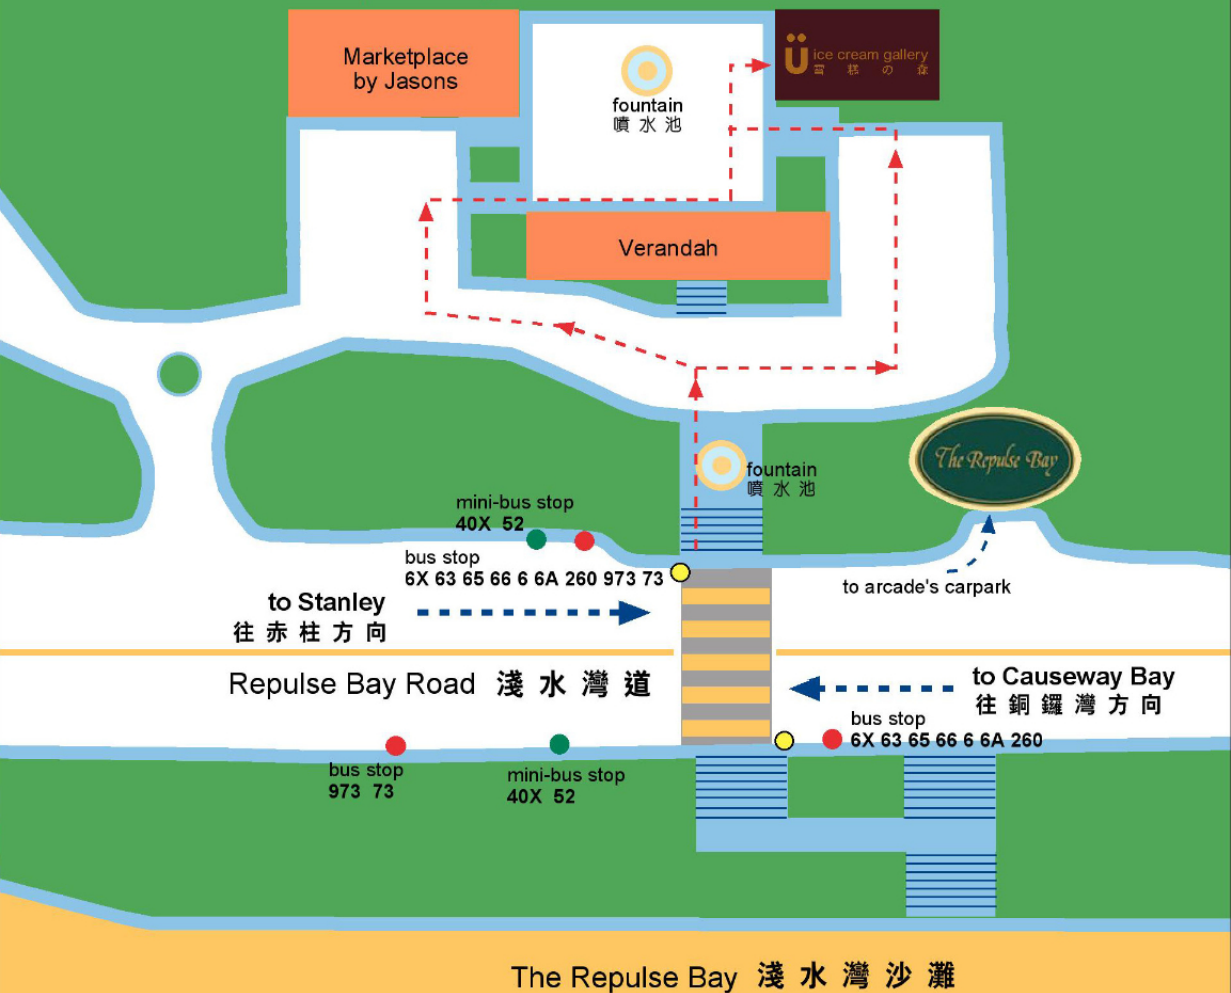 Marketplace
by Jasons
fountain
噴水池
Ü ice cream gallery
雪糕の森
Verandah
The Repulse Bay
fountain
噴水池
mini-bus stop
40X 52
bus stop
6X 63 65 66 6 6A 260 973 73
to arcade's carpark
to Stanley
往赤柱方向
Repulse Bay Road 淺水灣道
to Causeway Bay
往銅鑼灣方向
bus stop
6X 63 65 66 6 6A 260
bus stop
973 73
mini-bus stop
40X 52
The Repulse Bay 淺水灣沙灘